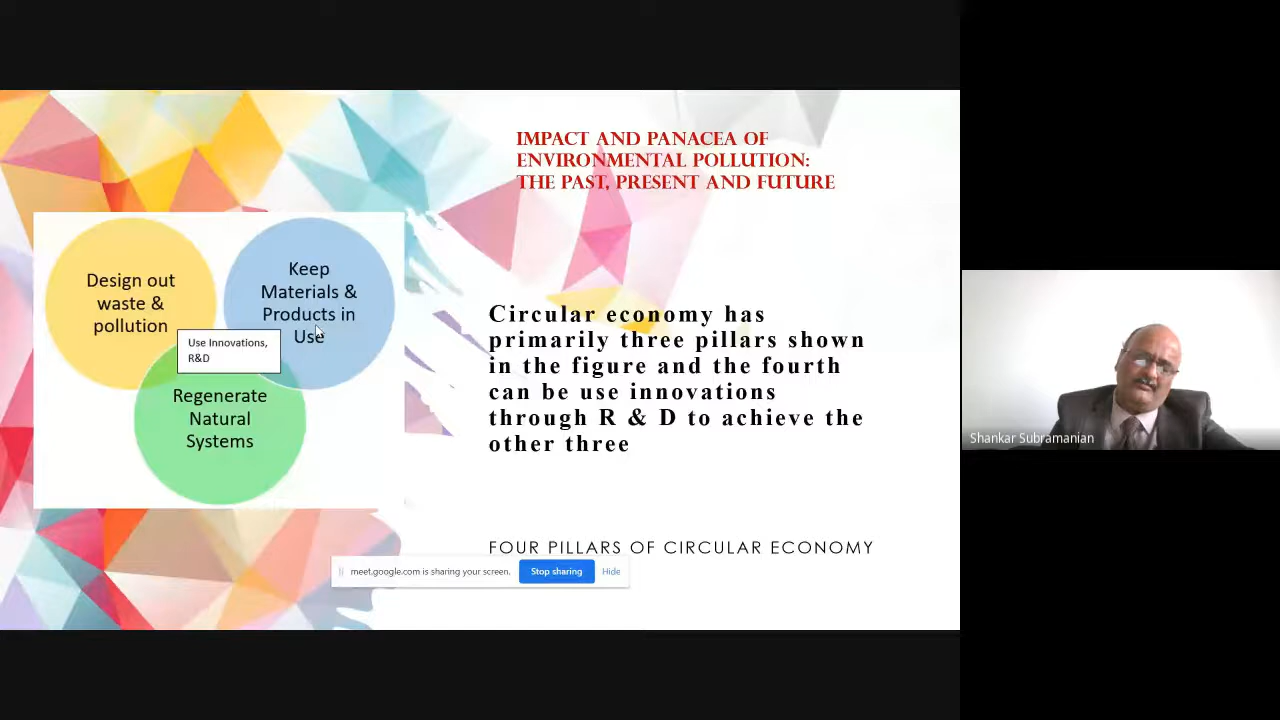 IMPACT AND PANACEA OF
ENVIRONMENTAL POLLUTION:
THE PAST, PRESENT AND FUTURE
Design out
waste &
pollution
Keep
Materials &
Products in
Use
Use Innovations,
R&D
Regenerate
Natural
Systems
Circular economy has
primarily three pillars shown
in the figure and the fourth
can be use innovations
through R & D to achieve the
other three
FOUR PILLARS OF CIRCULAR ECONOMY
meet.google.com is sharing your screen.
Stop sharing
Hide
Shankar Subramanian